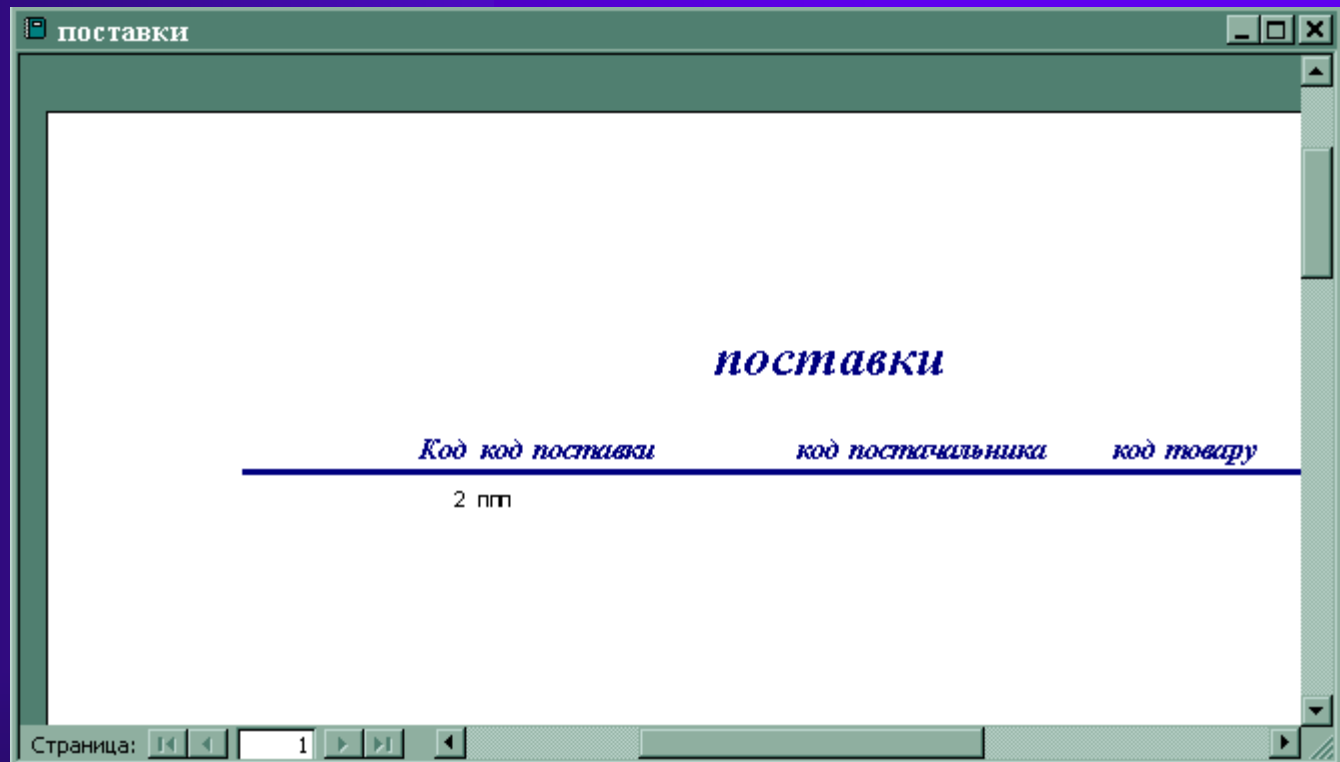 поставки
поставки
Код код поставки код постачальника код товару
2 ппп
Страница: 1